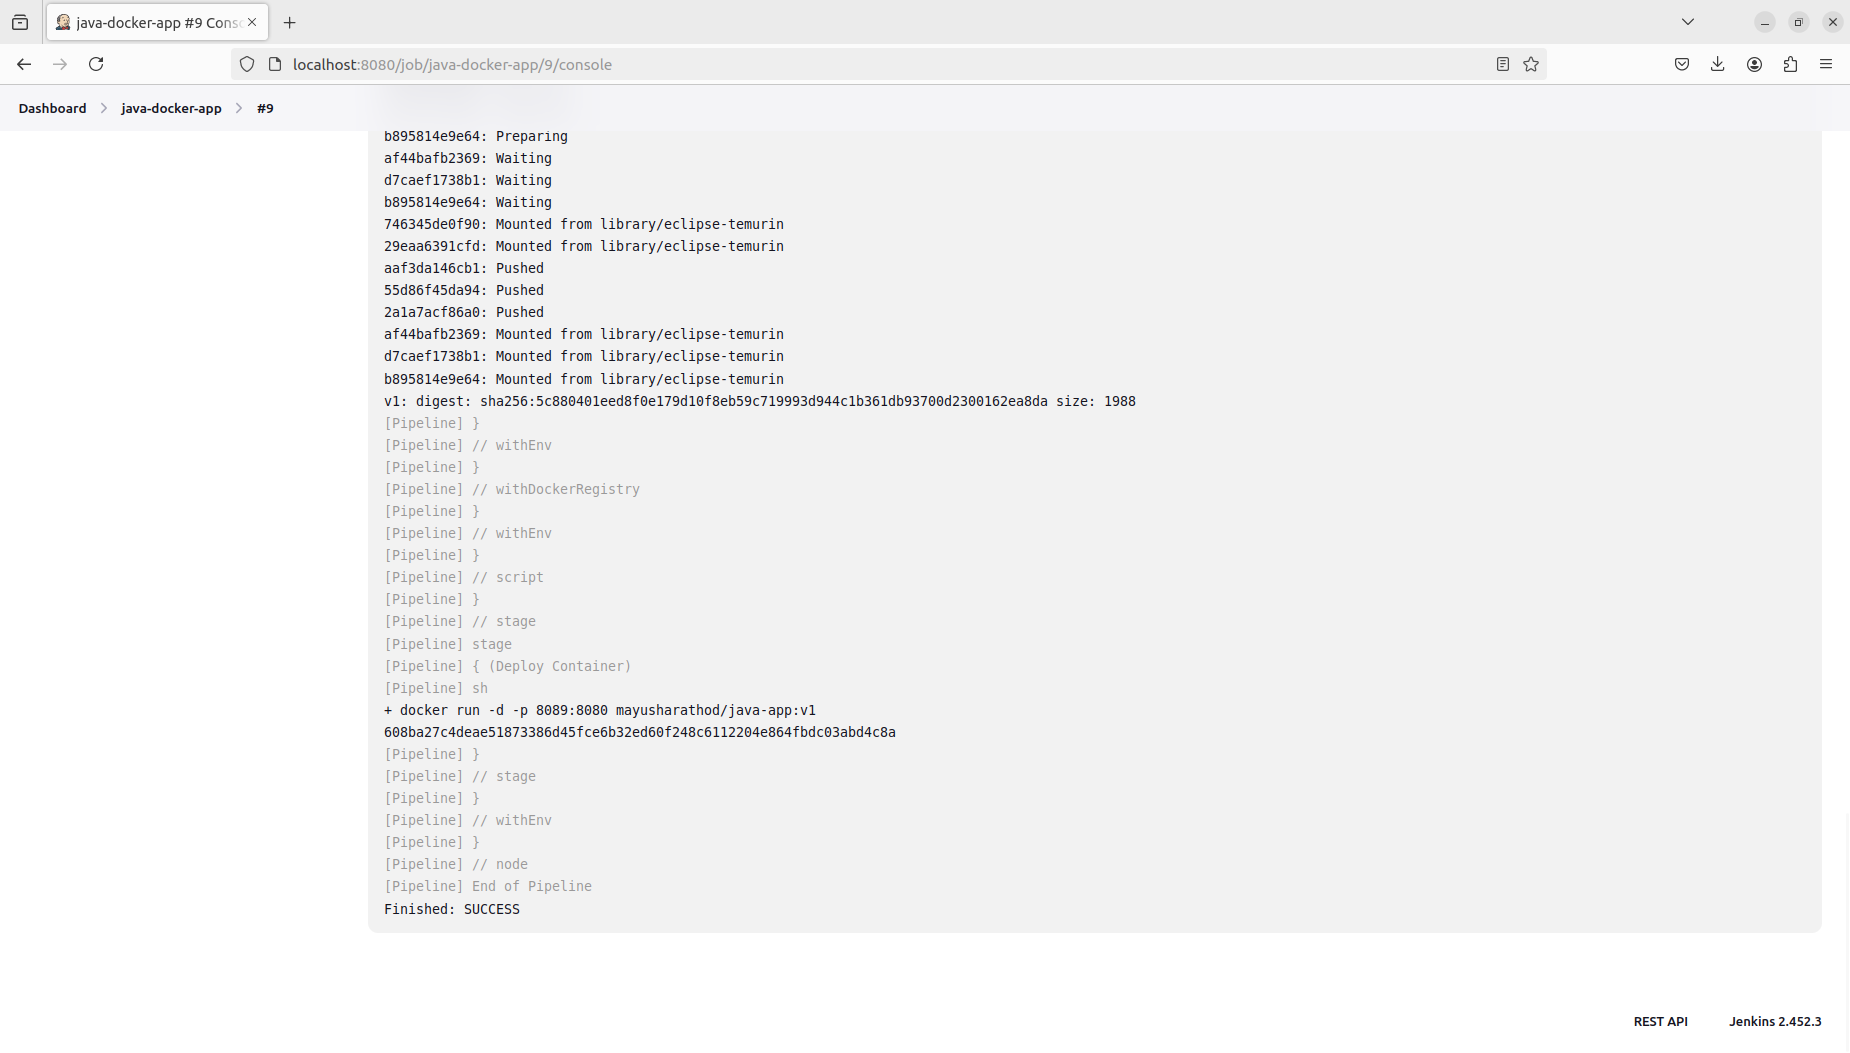 java-docker-app #9 Cons
localhost:8080/job/java-docker-app/9/console
Dashboard > java-docker-app > #9
b895814e9e64: Preparing
af44bafb2369: Waiting
d7caef1738b1: Waiting
b895814e9e64: Waiting
746345de0f90: Mounted from library/eclipse-temurin
29eaa6391cfd: Mounted from library/eclipse-temurin
aaf3da146cb1: Pushed
55d86f45da94: Pushed
2a1a7acf86a0: Pushed
af44bafb2369: Mounted from library/eclipse-temurin
d7caef1738b1: Mounted from library/eclipse-temurin
b895814e9e64: Mounted from library/eclipse-temurin
v1: digest: sha256:5c880401eed8f0e179d10f8eb59c719993d944c1b361db93700d2300162ea8da size: 1988
[Pipeline] }
[Pipeline] // withEnv
[Pipeline] }
[Pipeline] // withDockerRegistry
[Pipeline] }
[Pipeline] // withEnv
[Pipeline] }
[Pipeline] // script
[Pipeline] }
[Pipeline] // stage
[Pipeline] stage
[Pipeline] { (Deploy Container)
[Pipeline] sh
+ docker run -d -p 8089:8080 mayusharathod/java-app:v1
608ba27c4deae51873386d45fce6b32ed60f248c6112204e864fbdc03abd4c8a
[Pipeline] }
[Pipeline] // stage
[Pipeline] }
[Pipeline] // withEnv
[Pipeline] }
[Pipeline] // node
[Pipeline] End of Pipeline
Finished: SUCCESS
REST API Jenkins 2.452.3